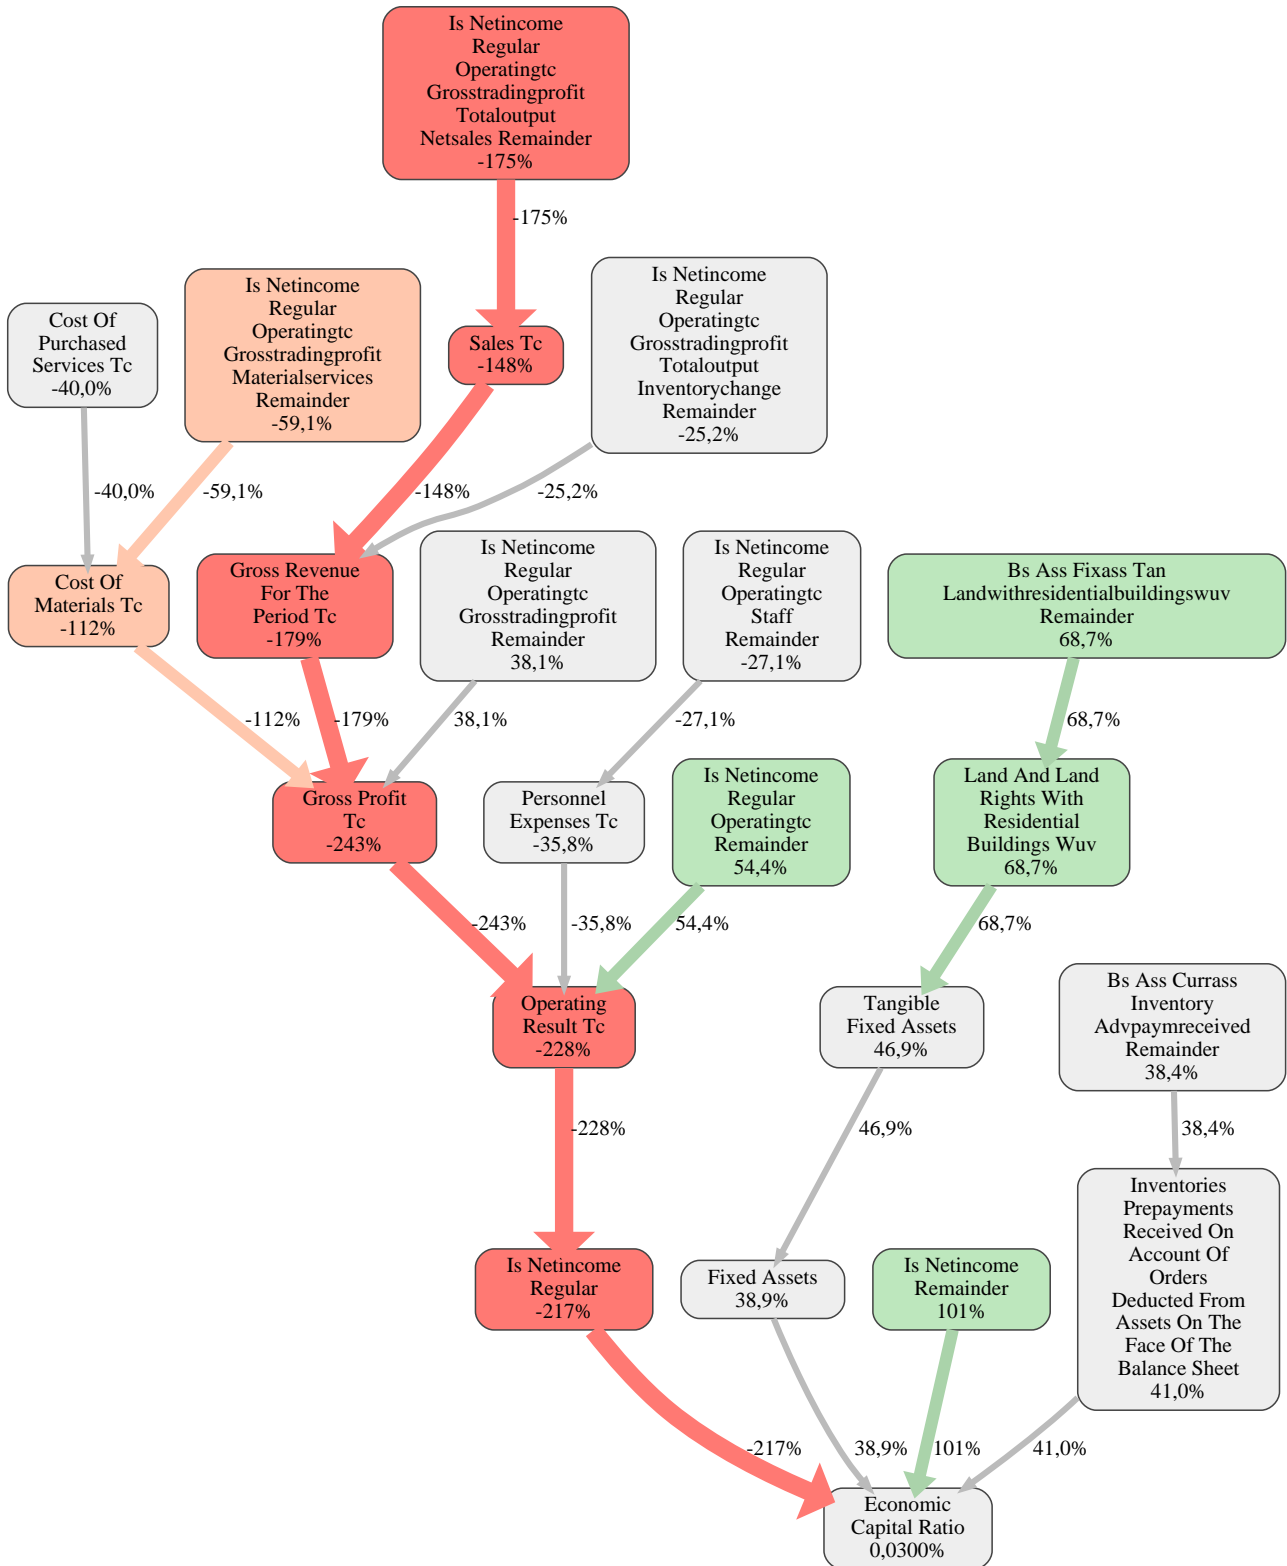 Is Netincome
Regular
Operatingtc
Grosstradingprofit
Totaloutput
Netsales Remainder
-175%
-175%
Cost Of
Purchased
Services Tc
-40,0%
Is Netincome
Regular
Operatingtc
Grosstradingprofit
Materialservices
Remainder
-59,1%
Sales Tc
-148%
Is Netincome
Regular
Operatingtc
Grosstradingprofit
Totaloutput
Inventorychange
Remainder
-25,2%
-40,0%
-59,1%
-148%
-25,2%
Cost Of
Materials Tc
-112%
Gross Revenue
For The
Period Tc
-179%
Is Netincome
Regular
Operatingtc
Grosstradingprofit
Remainder
38,1%
Is Netincome
Regular
Operatingtc
Staff
Remainder
-27,1%
Bs Ass Fixass Tan
Landwithresidentialbuildingswuv
Remainder
68,7%
-112%
-179%
38,1%
-27,1%
68,7%
Gross Profit
Tc
-243%
Personnel
Expenses Tc
-35,8%
Is Netincome
Regular
Operatingtc
Remainder
54,4%
Land And Land
Rights With
Residential
Buildings Wuv
68,7%
-243%
-35,8%
54,4%
68,7%
Operating
Result Tc
-228%
Tangible
Fixed Assets
46,9%
Bs Ass Currass
Inventory
Advpaymreceived
Remainder
38,4%
-228%
46,9%
38,4%
Is Netincome
Regular
-217%
Fixed Assets
38,9%
Is Netincome
Remainder
101%
Inventories
Prepayments
Received On
Account Of
Orders
Deducted From
Assets On The
Face Of The
Balance Sheet
41,0%
-217%
38,9%
101%
41,0%
Economic
Capital Ratio
0,0300%